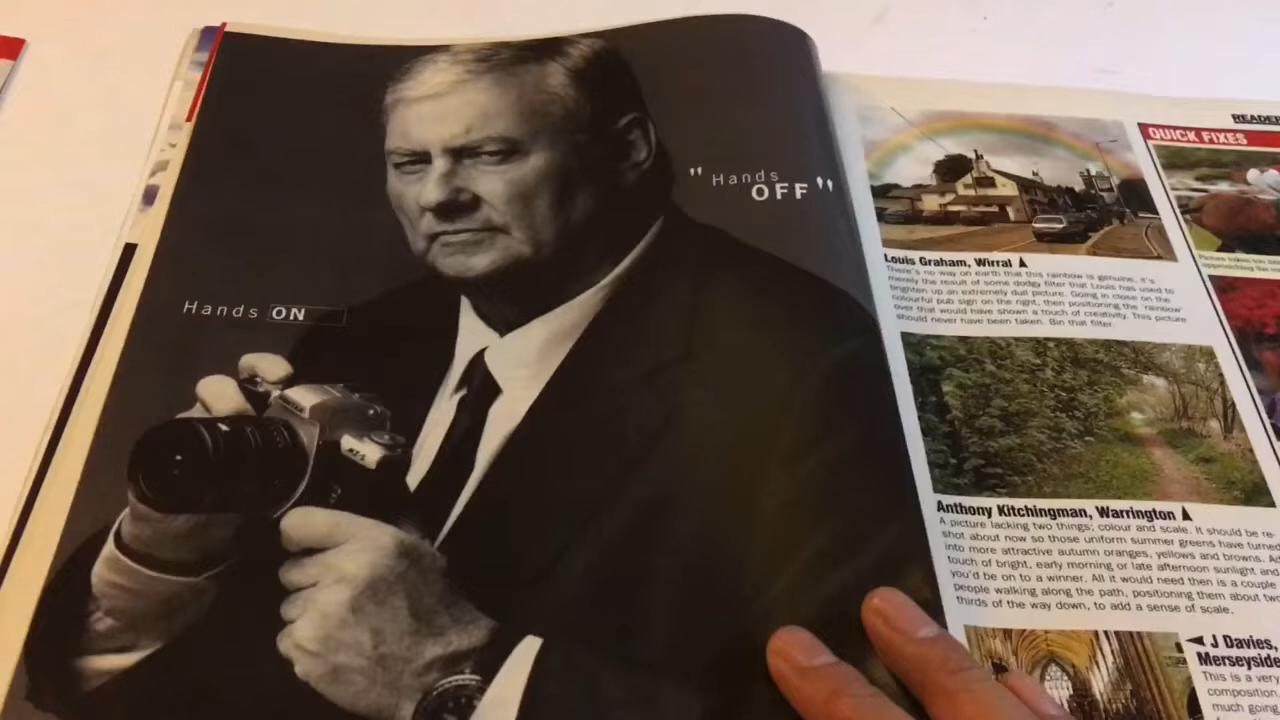 "Hands
OFF"
Hands ON
MZ-5
READER
QUICK FIXES
Louis Graham, Wirral
There's no way on earth that this rainbow is genuine, it's
merely the result of some dodgy filter that Louis has used to
brighten up an extremely dull picture. Going in close on the
colourful pub sign on the right, then positioning the 'rainbow'
over that would have shown a touch of creativity. This picture
should never have been taken. Bin that filter.
Picture takes
approaching the
Anthony Kitchingman, Warrington
A picture lacking two things; colour and scale. It should be re-
shot about now so those uniform summer greens have turned
into more attractive autumn oranges, yellows and browns. Ad
touch of bright, early morning or late afternoon sunlight and
you'd be on to a winner. All it would need then is a couple
people walking along the path, positioning them about two
thirds of the way down, to add a sense of scale.
J Davies,
Merseyside
This is a very
composition.
much going